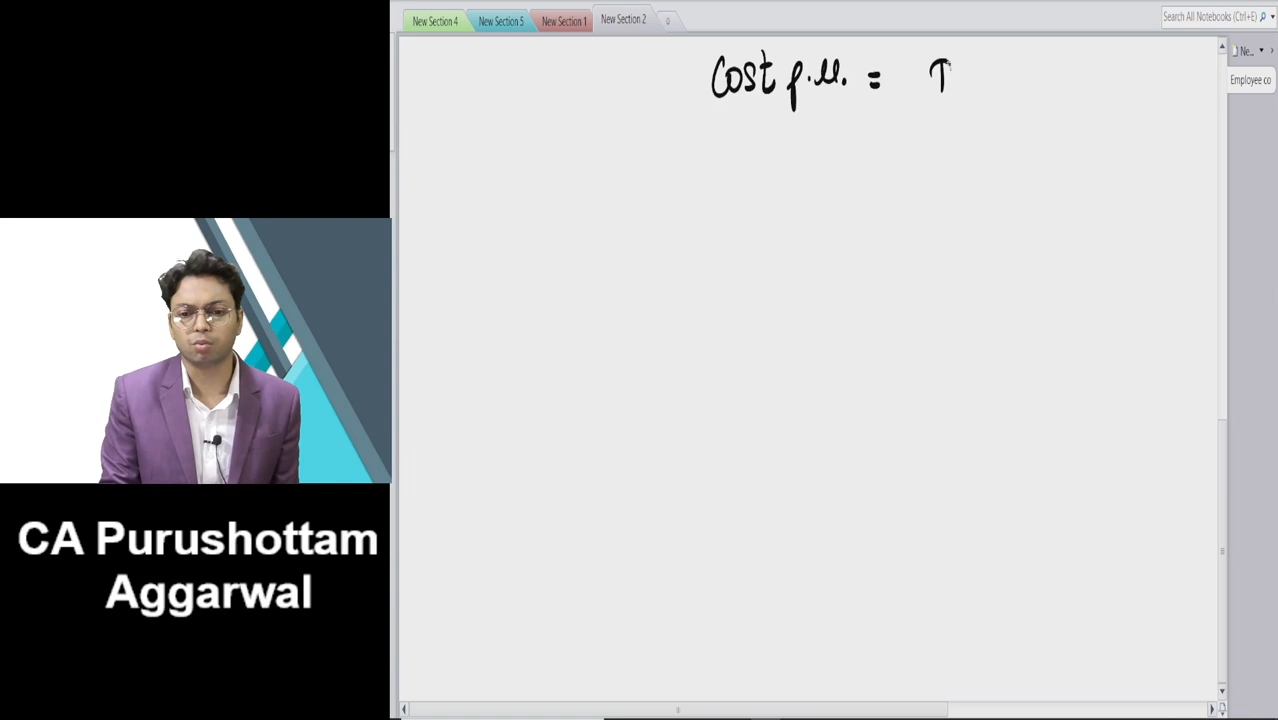 New Section 4
New Section 5
New Section 1
New Section 2
Search All Notebooks (Ctrl+E)
Ne...
Employee co
Cost p.u. = T
CA Purushottam
Aggarwal